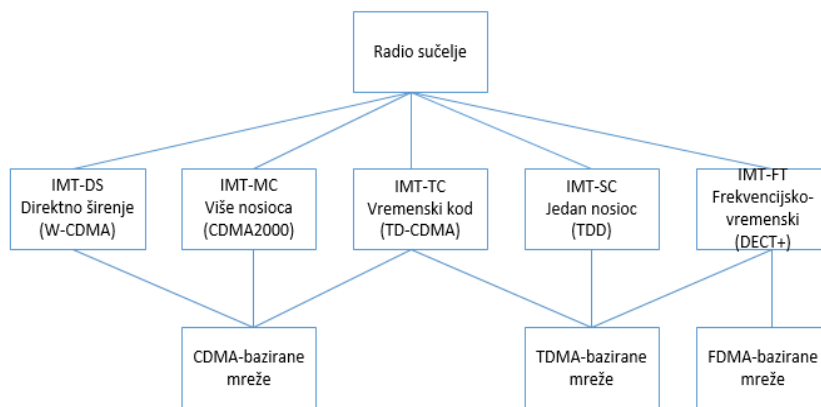 Radio sučelje
IMT-DS
Direktno širenje
(W-CDMA)
IMT-MC
Više nosioca
(CDMA2000)
IMT-TC
Vremenski kod
(TD-CDMA)
IMT-SC
Jedan nosioc
(TDD)
IMT-FT
Frekvencijsko-
vremenski
(DECT+)
CDMA-bazirane
mreže
TDMA-bazirane
mreže
FDMA-bazirane
mreže